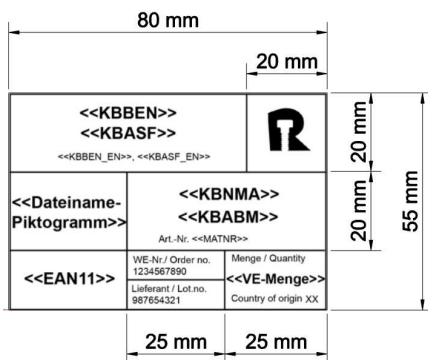 80 mm
20 mm
<<KBBEN>>
<<KBASF>>
<<KBBEN_EN>>, <<KBASF_EN>>
R
20 mm
55 mm
<<Dateiname-
Piktogramm>>
<<KBNMA>>
<<KBABM>>
Art.-Nr. <<MATNR>>
20 mm
<<EAN11>>
WE-Nr./ Order no.
1234567890
Lieferant / Lot.no.
987654321
Menge / Quantity
<<VE-Menge>>
Country of origin XX
25 mm
25 mm